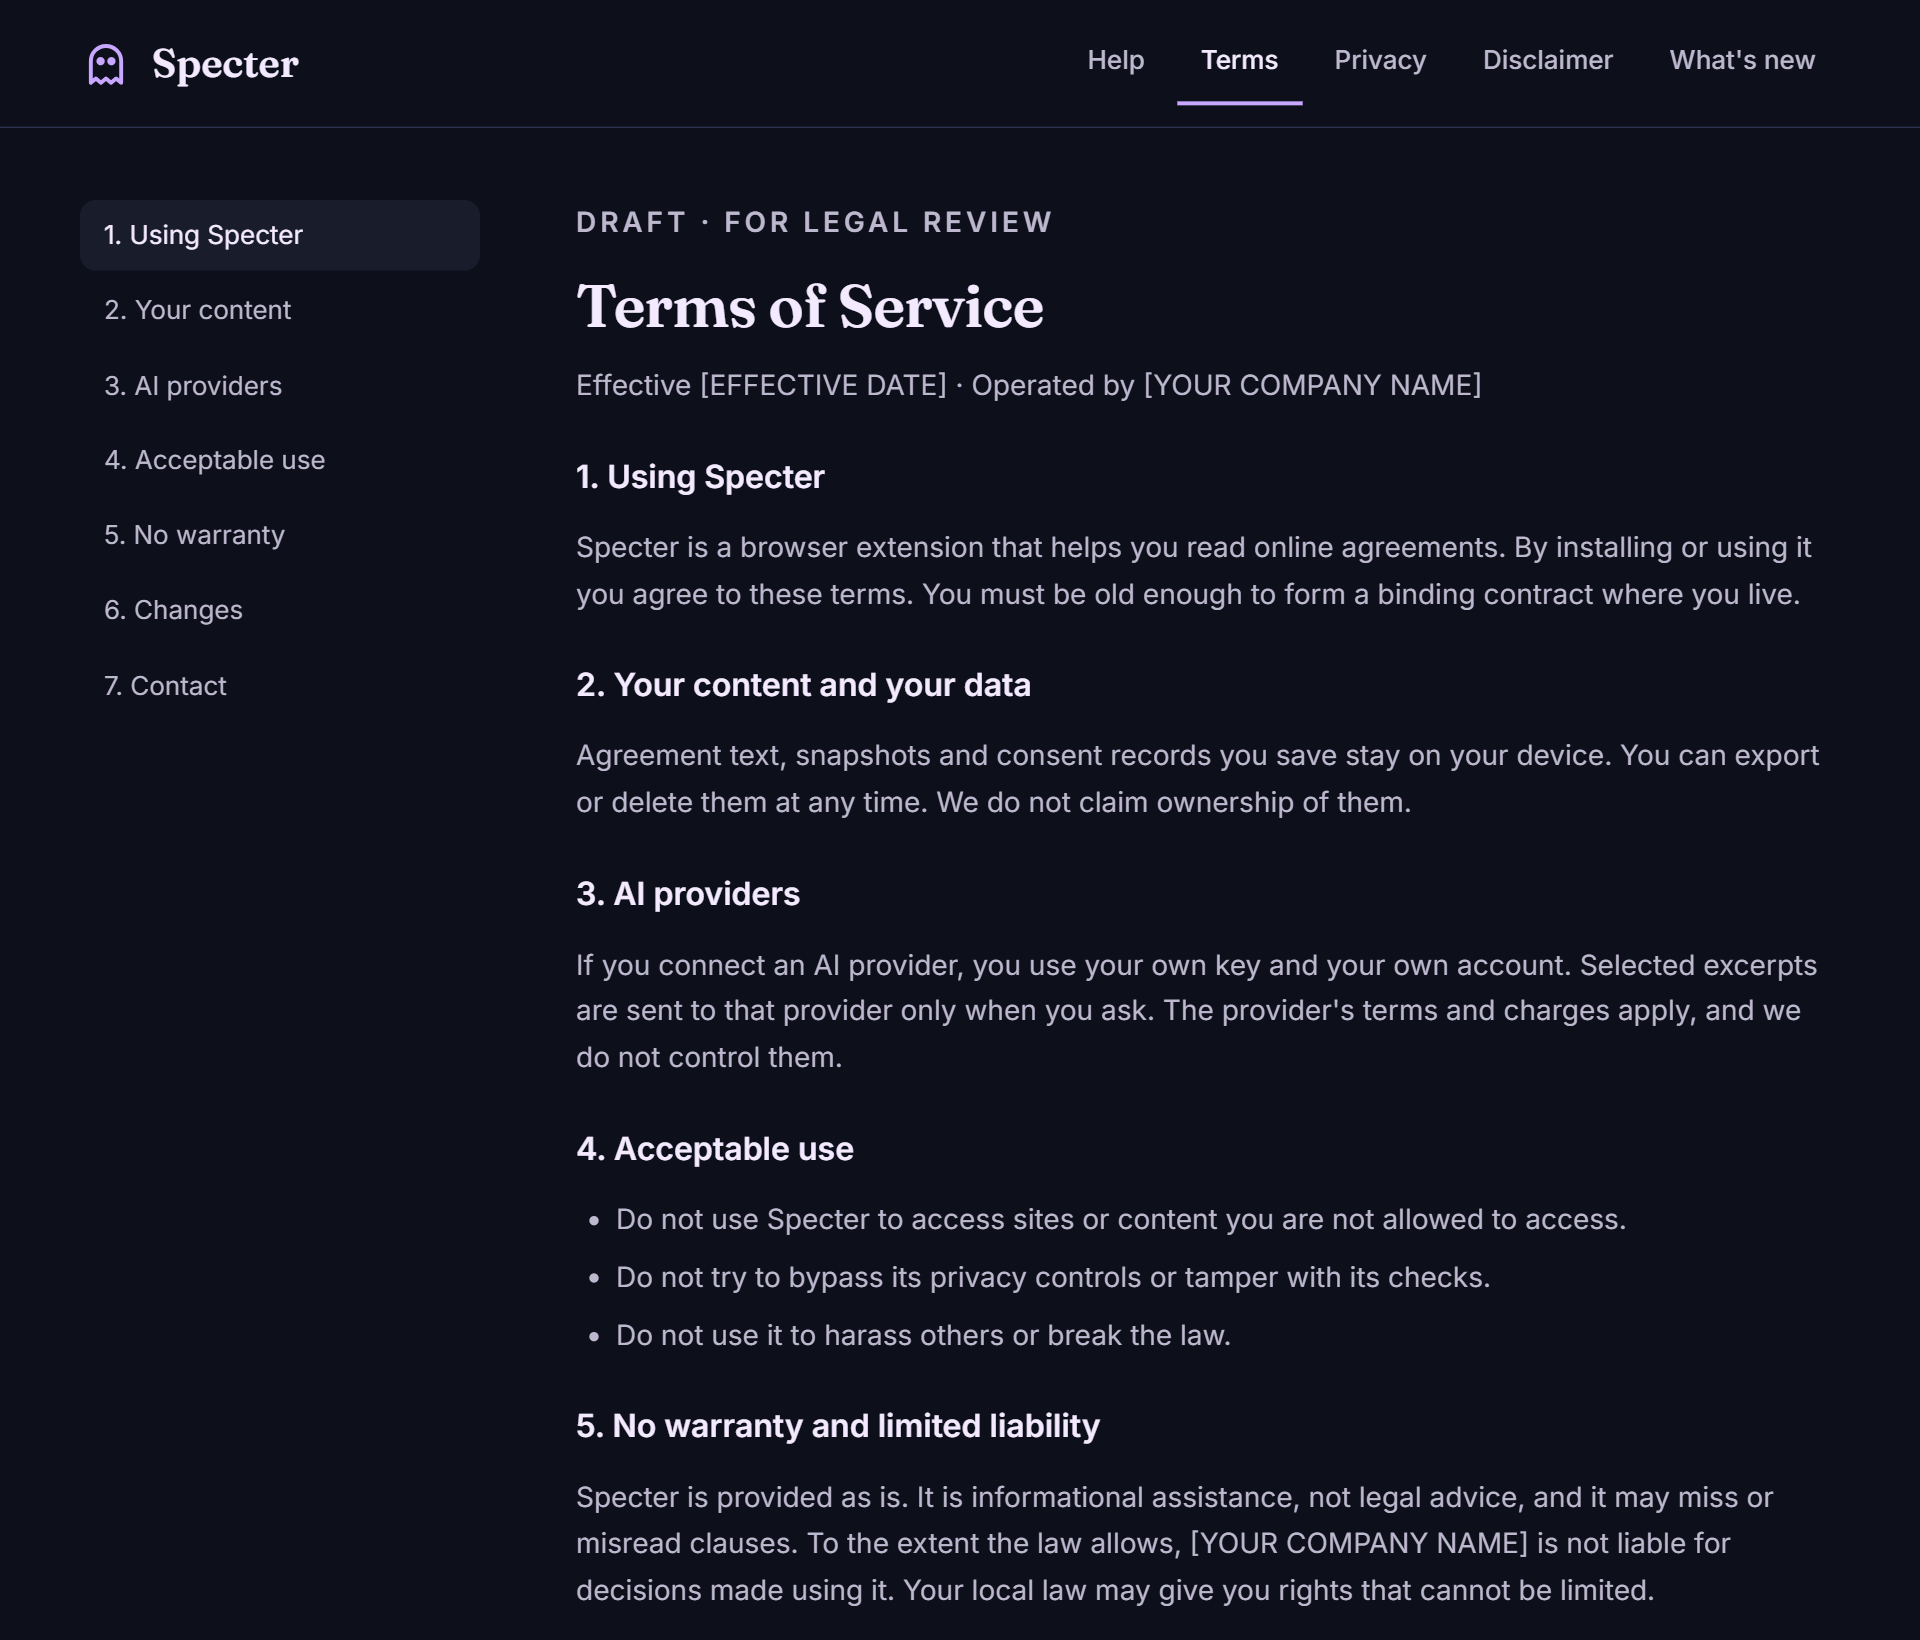 Specter
Help Terms Privacy Disclaimer What's new
1. Using Specter
2. Your content
3. AI providers
4. Acceptable use
5. No warranty
6. Changes
7. Contact
DRAFT · FOR LEGAL REVIEW
Terms of Service
Effective [EFFECTIVE DATE] · Operated by [YOUR COMPANY NAME]
1. Using Specter
Specter is a browser extension that helps you read online agreements. By installing or using it
you agree to these terms. You must be old enough to form a binding contract where you live.
2. Your content and your data
Agreement text, snapshots and consent records you save stay on your device. You can export
or delete them at any time. We do not claim ownership of them.
3. AI providers
If you connect an AI provider, you use your own key and your own account. Selected excerpts
are sent to that provider only when you ask. The provider's terms and charges apply, and we
do not control them.
4. Acceptable use
• Do not use Specter to access sites or content you are not allowed to access.
• Do not try to bypass its privacy controls or tamper with its checks.
• Do not use it to harass others or break the law.
5. No warranty and limited liability
Specter is provided as is. It is informational assistance, not legal advice, and it may miss or
misread clauses. To the extent the law allows, [YOUR COMPANY NAME] is not liable for
decisions made using it. Your local law may give you rights that cannot be limited.